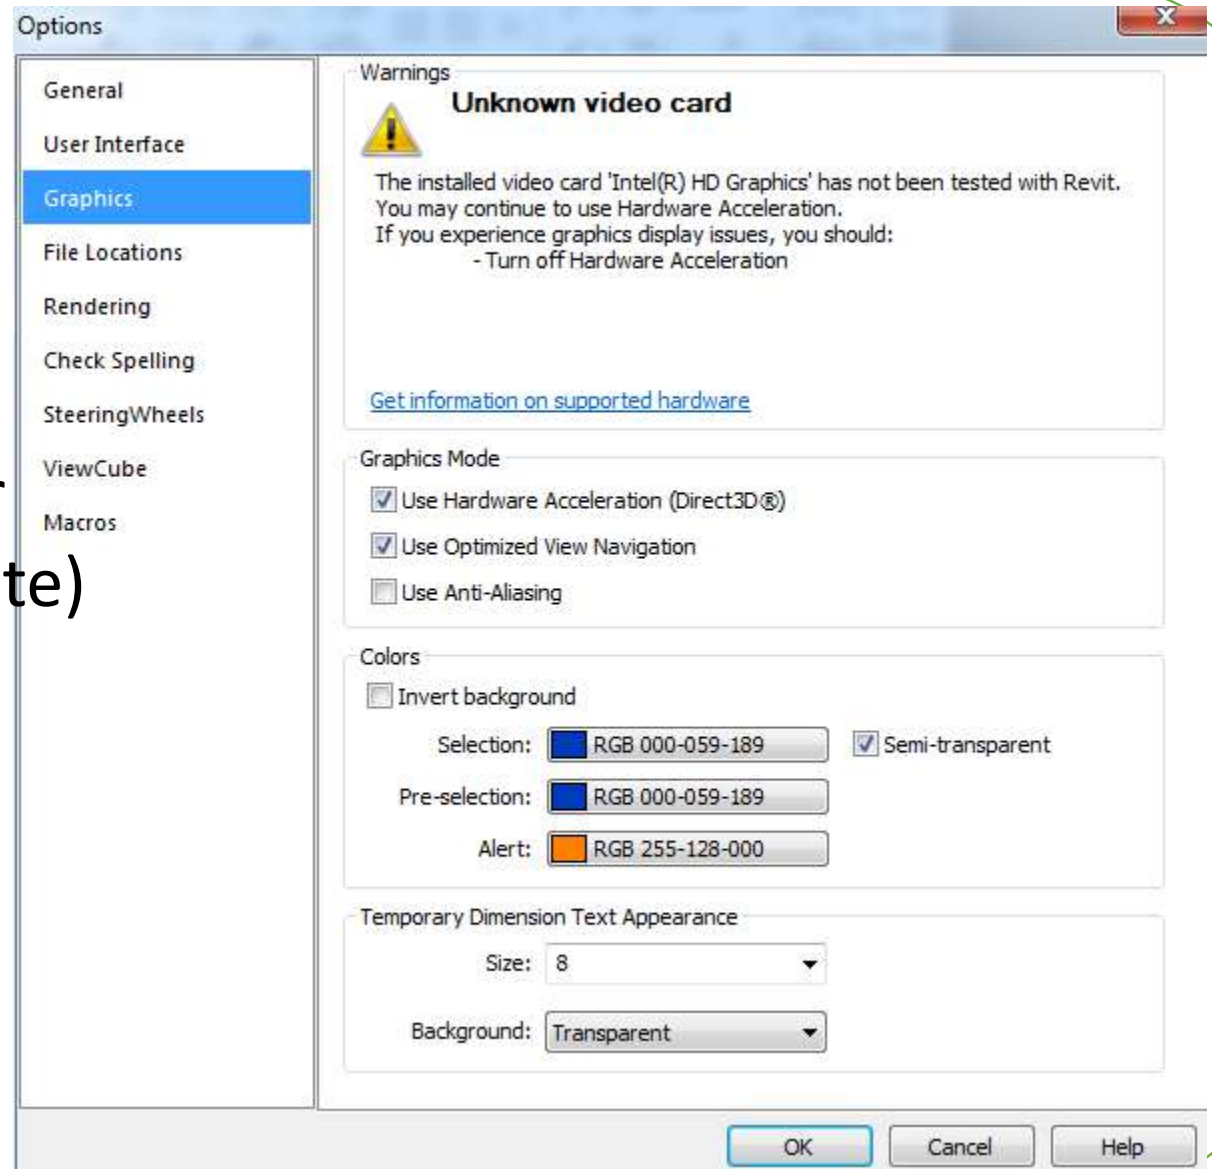 Options
General
User Interface
Graphics
File Locations
Rendering
Check Spelling
SteeringWheels
ViewCube
Macros
te)
Warnings
Unknown video card
The installed video card 'Intel(R) HD Graphics' has not been tested with Revit.
You may continue to use Hardware Acceleration.
If you experience graphics display issues, you should:
- Turn off Hardware Acceleration
Get information on supported hardware
Graphics Mode
Use Hardware Acceleration (Direct3D®)
Use Optimized View Navigation
Use Anti-Aliasing
Colors
Invert background
Selection: RGB 000-059-189 Semi-transparent
Pre-selection: RGB 000-059-189
Alert: RGB 255-128-000
Temporary Dimension Text Appearance
Size: 8
Background: Transparent
OK Cancel Help